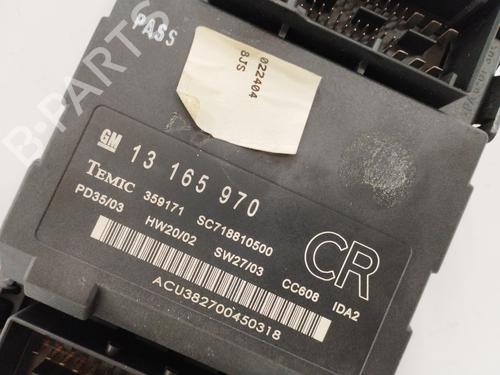 PASS
022404
8JS
GM
13 165 970
TEMIC 359171 SC718810500
PD35/03 HW20/02 SW27/03 CC608 IDA2
CR
ACU382700450318
B-PARTS